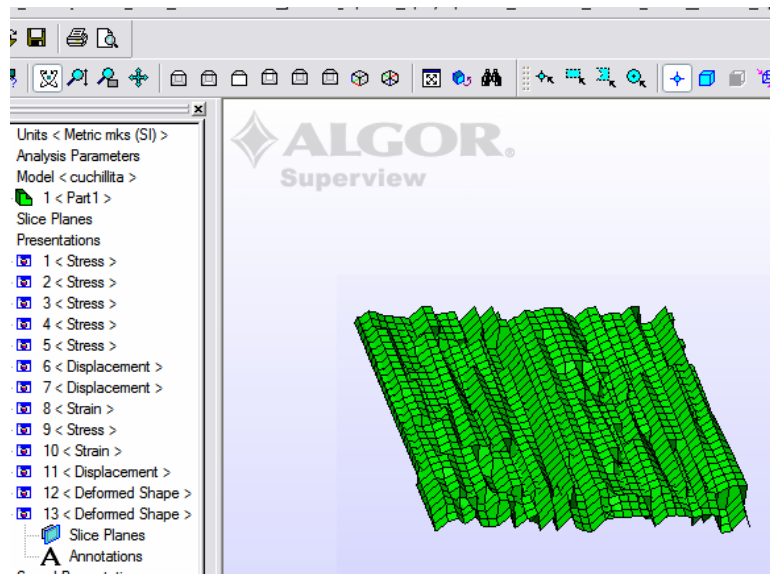 ALGOR.
Superview
Units < Metric mks (SI) >
Analysis Parameters
Model < cuchillita >
1 < Part1 >
Slice Planes
Presentations
1 < Stress >
2 < Stress >
3 < Stress >
4 < Stress >
5 < Stress >
6 < Displacement >
7 < Displacement >
8 < Strain >
9 < Stress >
10 < Strain >
11 < Displacement >
12 < Deformed Shape >
13 < Deformed Shape >
Slice Planes
A Annotations